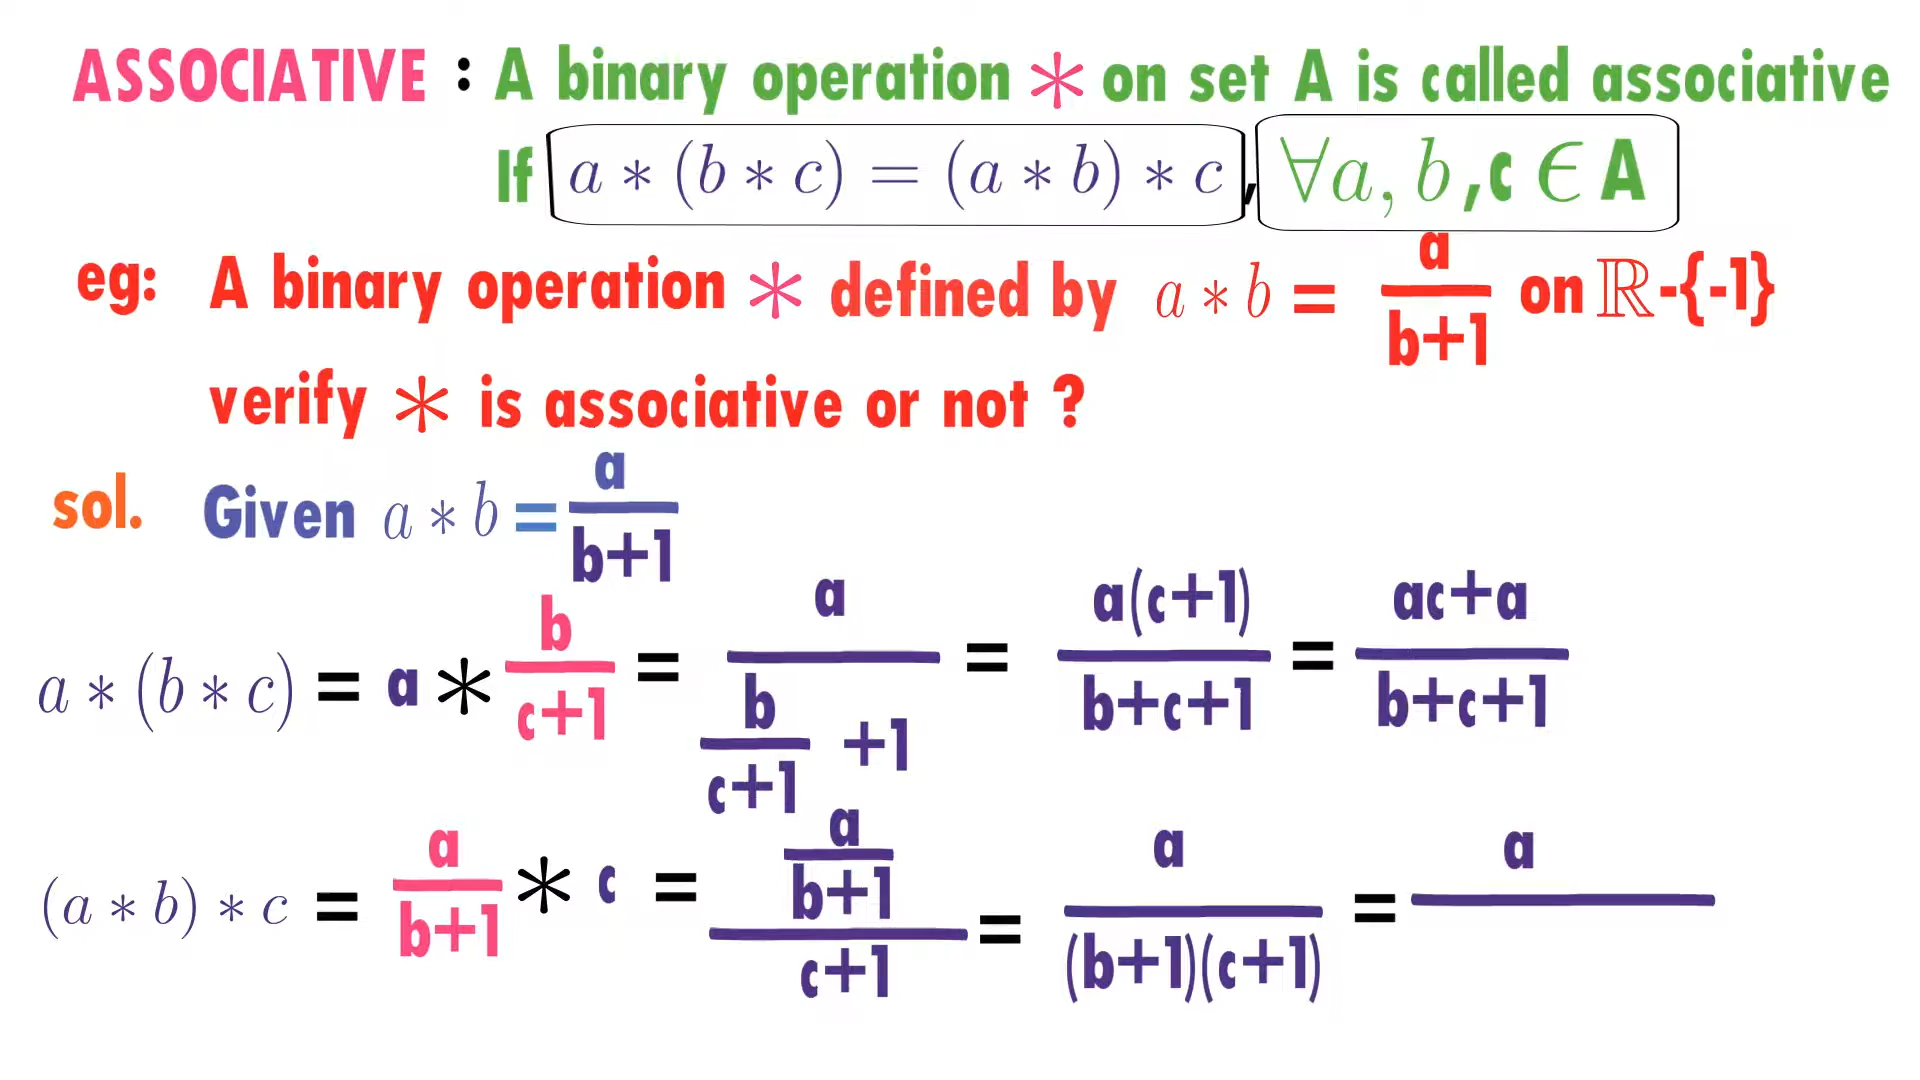 ASSOCIATIVE : A binary operation * on set A is called associative
If a * (b * c) = (a * b) * c , ∀a, b ,c ∈ A
eg: A binary operation * defined by a * b = a/(b+1) on ℝ-{-1}
verify * is associative or not ?
sol. Given a * b = a/(b+1)
a * (b * c) = a * b/(c+1) = a/(b/(c+1) +1) = a(c+1)/(b+c+1) = ac+a/(b+c+1)
(a * b) * c = a/(b+1) * c = (a/(b+1))/(c+1) = a/((b+1)(c+1)) = a/